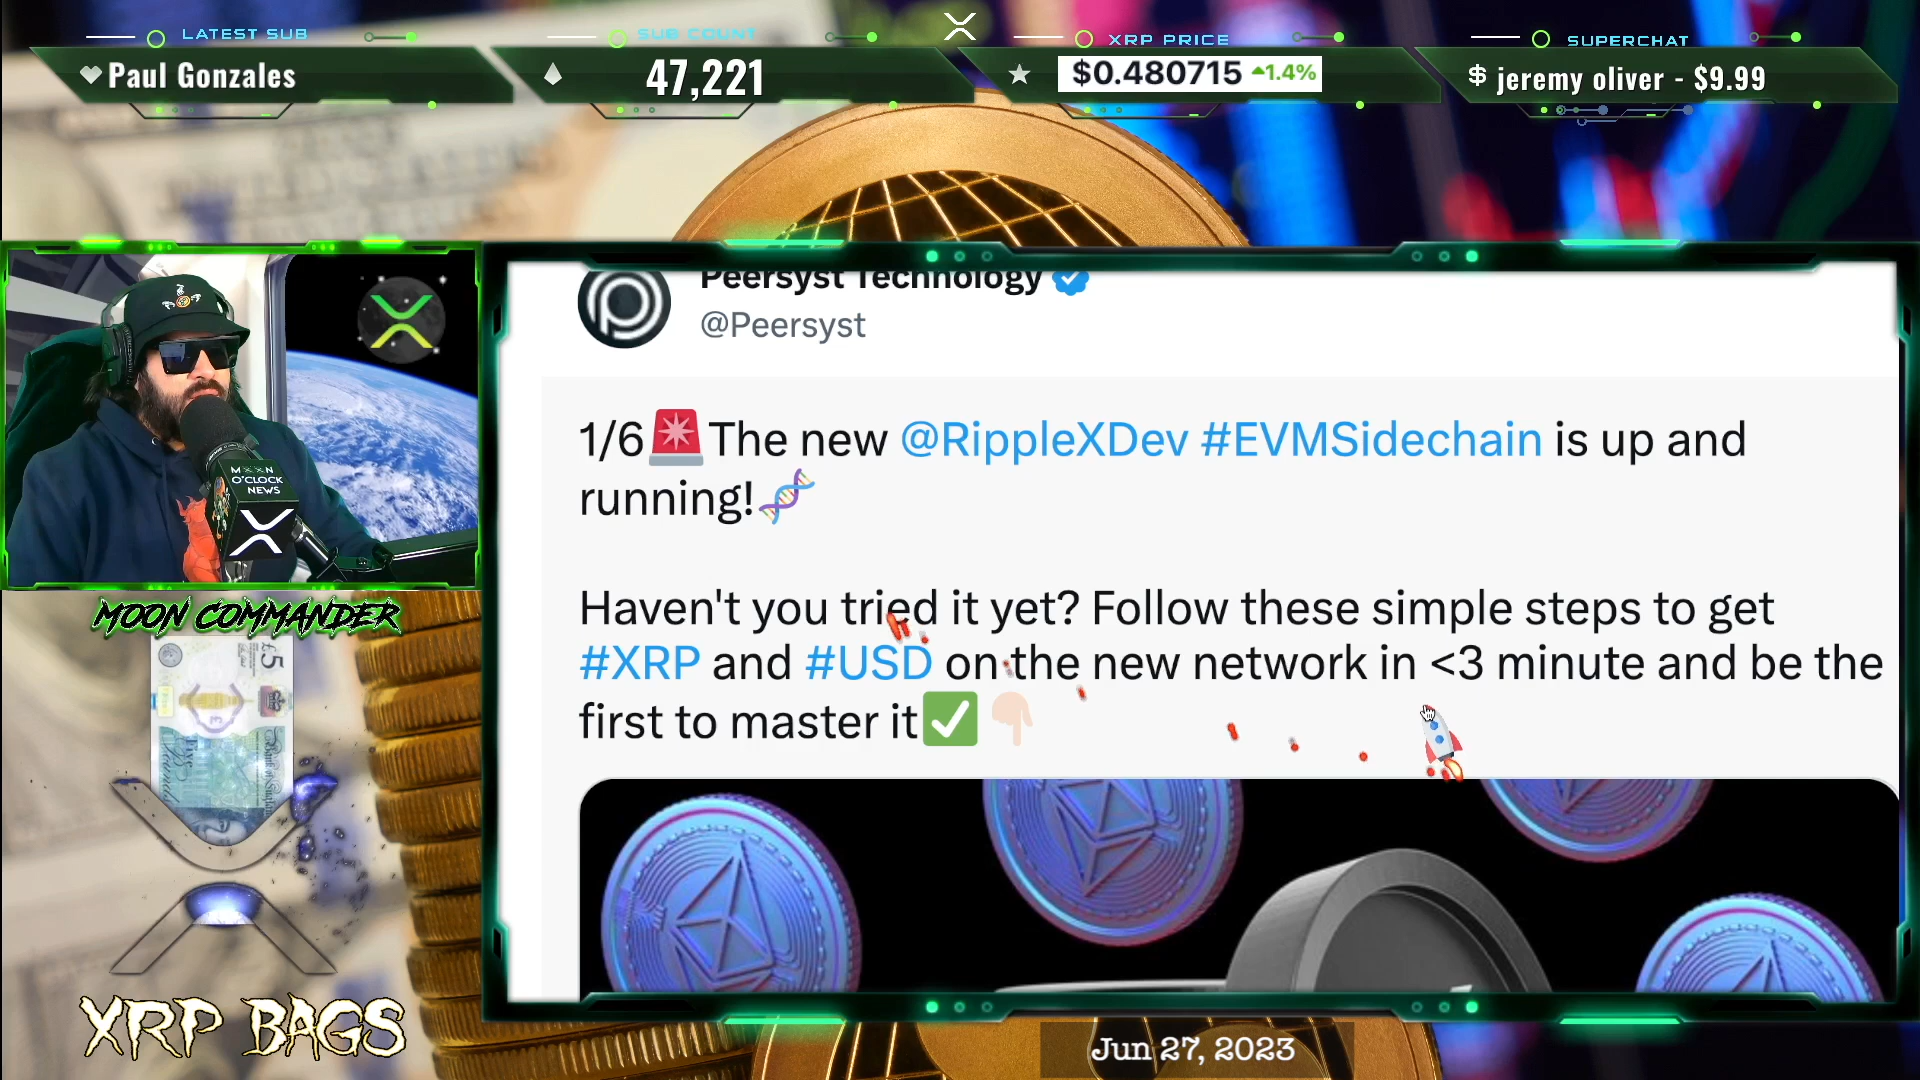 LATEST SUB
Paul Gonzales
SUB COUNT
47,221
XRP PRICE
$0.480715 1.4%
SUPERCHAT
jeremy oliver - $9.99
Peersyst Technology
@Peersyst
1/6🚨The new @RippleXDev #EVMSidechain is up and
running!🧬
Haven't you tried it yet? Follow these simple steps to get
#XRP and #USD on the new network in <3 minute and be the
first to master it✅👇🏻
MOON
O'CLOCK
NEWS
MOON COMMANDER
£5
XRP BAGS
Jun 27, 2023